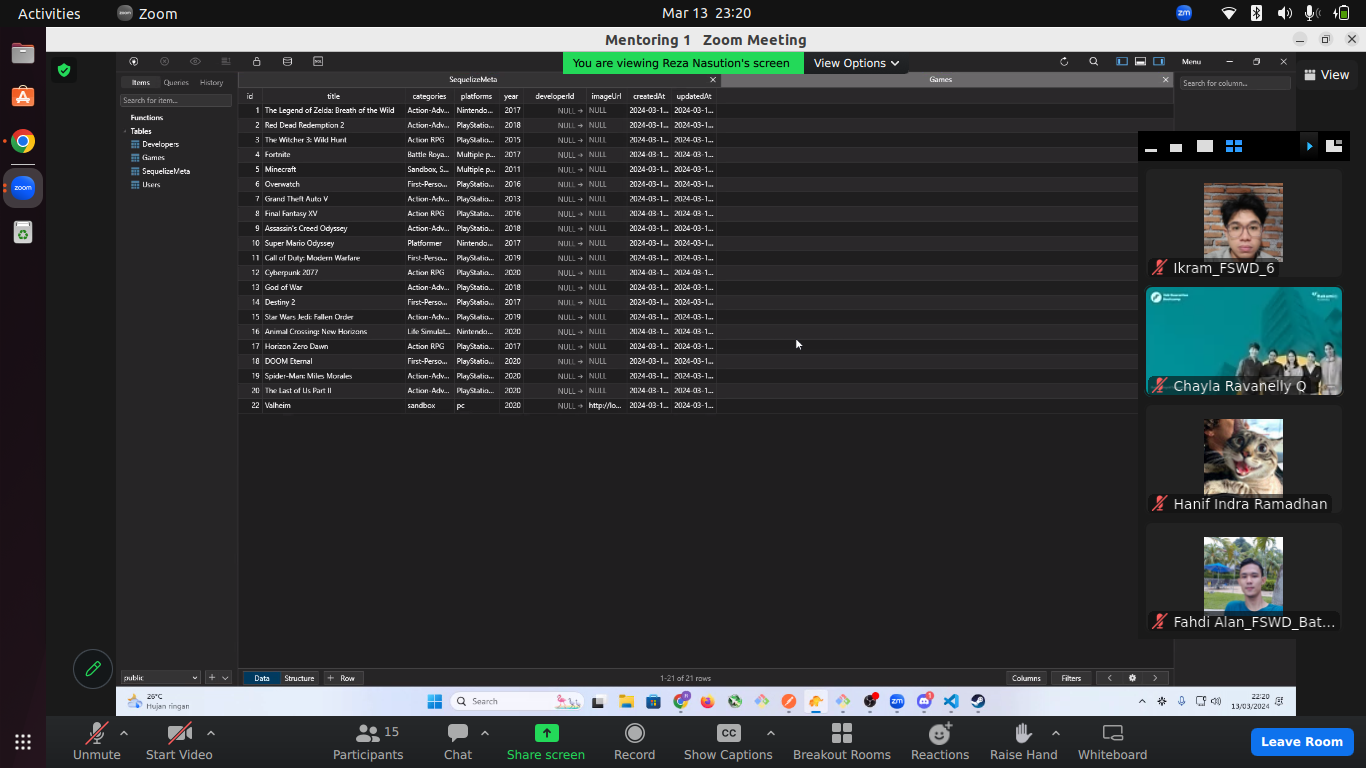 Activities Zoom Mar 13 23:20 zm
Mentoring 1 Zoom Meeting
You are viewing Reza Nasution's screen View Options
Menu
View
Items Queries History
SequelizeMeta Games
Search for item...
Search for column...
Functions
Tables
Developers
Games
SequelizeMeta
Users
id title categories platforms year developerId imageUrl createdAt updatedAt
1 The Legend of Zelda: Breath of the Wild Action-Adv... Nintendo... 2017 NULL → NULL 2024-03-1... 2024-03-1...
2 Red Dead Redemption 2 Action-Adv... PlayStatio... 2018 NULL → NULL 2024-03-1... 2024-03-1...
3 The Witcher 3: Wild Hunt Action RPG PlayStatio... 2015 NULL → NULL 2024-03-1... 2024-03-1...
4 Fortnite Battle Roya... Multiple p... 2017 NULL → NULL 2024-03-1... 2024-03-1...
5 Minecraft Sandbox, S... Multiple p... 2011 NULL → NULL 2024-03-1... 2024-03-1...
6 Overwatch First-Perso... PlayStatio... 2016 NULL → NULL 2024-03-1... 2024-03-1...
7 Grand Theft Auto V Action-Adv... PlayStatio... 2013 NULL → NULL 2024-03-1... 2024-03-1...
8 Final Fantasy XV Action RPG PlayStatio... 2016 NULL → NULL 2024-03-1... 2024-03-1...
9 Assassin's Creed Odyssey Action-Adv... PlayStatio... 2018 NULL → NULL 2024-03-1... 2024-03-1...
10 Super Mario Odyssey Platformer Nintendo... 2017 NULL → NULL 2024-03-1... 2024-03-1...
11 Call of Duty: Modern Warfare First-Perso... PlayStatio... 2019 NULL → NULL 2024-03-1... 2024-03-1...
12 Cyberpunk 2077 Action RPG PlayStatio... 2020 NULL → NULL 2024-03-1... 2024-03-1...
13 God of War Action-Adv... PlayStatio... 2018 NULL → NULL 2024-03-1... 2024-03-1...
14 Destiny 2 First-Perso... PlayStatio... 2017 NULL → NULL 2024-03-1... 2024-03-1...
15 Star Wars Jedi: Fallen Order Action-Adv... PlayStatio... 2019 NULL → NULL 2024-03-1... 2024-03-1...
16 Animal Crossing: New Horizons Life Simulat... Nintendo... 2020 NULL → NULL 2024-03-1... 2024-03-1...
17 Horizon Zero Dawn Action RPG PlayStatio... 2017 NULL → NULL 2024-03-1... 2024-03-1...
18 DOOM Eternal First-Perso... PlayStatio... 2020 NULL → NULL 2024-03-1... 2024-03-1...
19 Spider-Man: Miles Morales Action-Adv... PlayStatio... 2020 NULL → NULL 2024-03-1... 2024-03-1...
20 The Last of Us Part II Action-Adv... PlayStatio... 2020 NULL → NULL 2024-03-1... 2024-03-1...
22 Valheim sandbox pc 2020 NULL → http://lo... 2024-03-1... 2024-03-1...
Ikram_FSWD_6
Chayla Ravanelly Q
Hanif Indra Ramadhan
Fahdi Alan_FSWD_Bat...
zoom
public
Data Structure + Row 1-21 of 21 rows Columns Filters
26°C
Hujan ringan
Search
22:20
13/03/2024
Unmute Start Video Participants 15 Chat Share screen Record CC Show Captions Breakout Rooms Reactions Raise Hand Whiteboard Leave Room